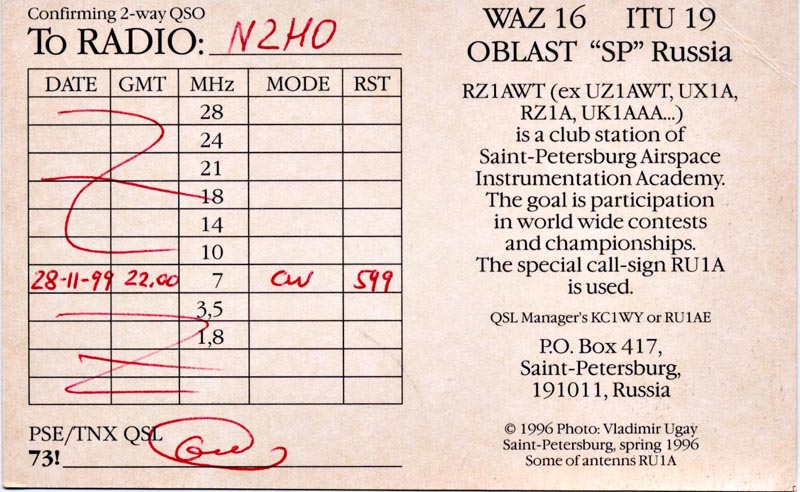 Confirming 2-way QSO
To RADIO: N2HO
DATE GMT MHz MODE RST
28
24
21
18
14
10
28-11-99 22.00 7 CW 599
3,5
1,8
PSE/TNX QSL
73!
WAZ 16 ITU 19
OBLAST “SP” Russia
RZ1AWT (ex UZ1AWT, UX1A,
RZ1A, UK1AAA...)
is a club station of
Saint-Petersburg Airspace
Instrumentation Academy.
The goal is participation
in world wide contests
and championships.
The special call-sign RU1A
is used.
QSL Manager's KC1WY or RU1AE
P.O. Box 417,
Saint-Petersburg,
191011, Russia
© 1996 Photo: Vladimir Ugay
Saint-Petersburg, spring 1996
Some of antenns RU1A